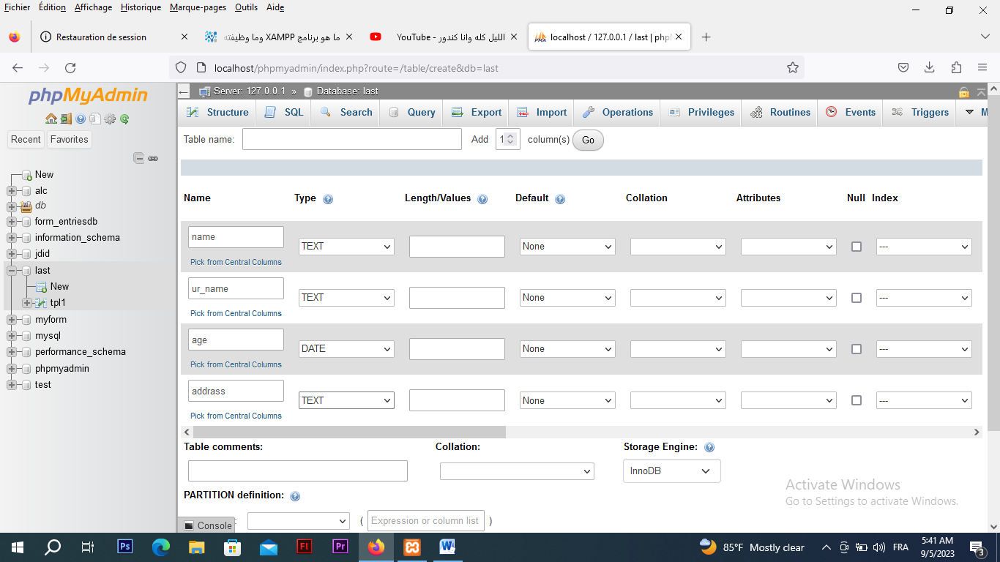 Fichier Édition Affichage Historique Marque-pages Outils Aide
Restauration de session
ما هو برنامج XAMPP وما وظيفته
الليل كله وانا كندور - YouTube
localhost / 127.0.0.1 / last | phpl
localhost/phpmyadmin/index.php?route=/table/create&db=last
phpMyAdmin
Recent Favorites
New
alc
db
form_entriesdb
information_schema
jdid
last
New
tpl1
myform
mysql
performance_schema
phpmyadmin
test
Server: 127.0.0.1 » Database: last
Structure SQL Search Query Export Import Operations Privileges Routines Events Triggers M
Table name: Add 1 column(s) Go
Name Type Length/Values Default Collation Attributes Null Index
name TEXT None ---
Pick from Central Columns
ur_name TEXT None ---
Pick from Central Columns
age DATE None ---
Pick from Central Columns
addrass TEXT None ---
Pick from Central Columns
Table comments: Collation: Storage Engine:
InnoDB
PARTITION definition:
( Expression or column list )
Console :
Activate Windows
Go to Settings to activate Windows.
Ps Fl Pr W
85°F Mostly clear
FRA
5:41 AM
9/5/2023
3